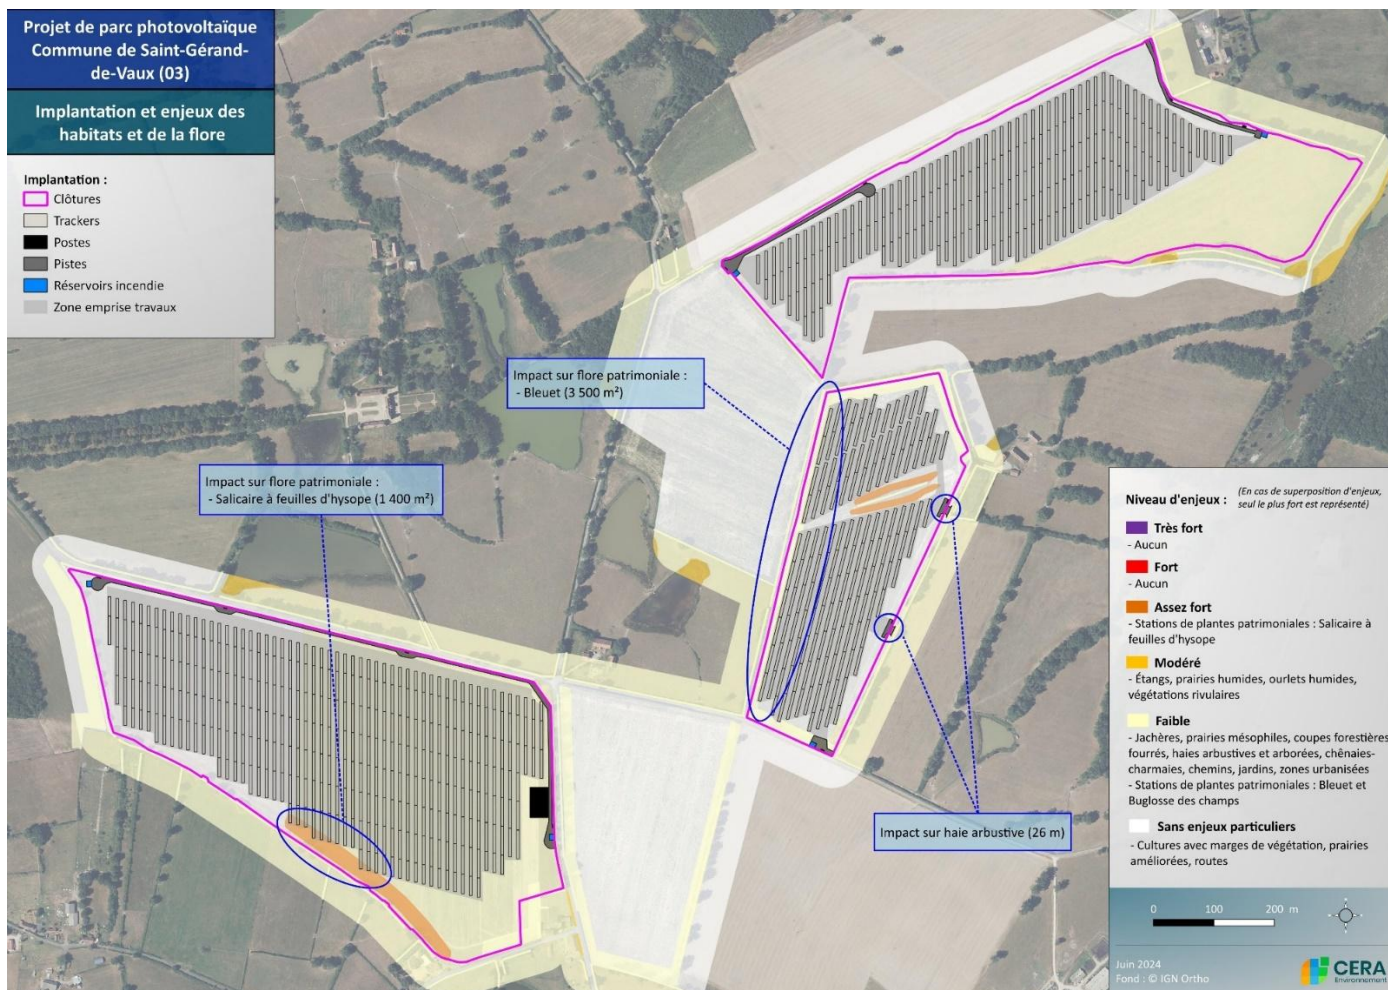 Projet de parc photovoltaïque
Commune de Saint-Gérand-
de-Vaux (03)
Implantation et enjeux des
habitats et de la flore
Implantation :
Clôtures
Trackers
Postes
Pistes
Réservoirs incendie
Zone emprise travaux
Impact sur flore patrimoniale :
- Bleuet (3 500 m²)
Impact sur flore patrimoniale :
- Salicaire à feuilles d'hysope (1 400 m²)
Impact sur haie arbustive (26 m)
Niveau d'enjeux : (En cas de superposition d'enjeux,
seul le plus fort est représenté)
Très fort
- Aucun
Fort
- Aucun
Assez fort
- Stations de plantes patrimoniales : Salicaire à
feuilles d'hysope
Modéré
- Étangs, prairies humides, ourlets humides,
végétations rivulaires
Faible
- Jachères, prairies mésophiles, coupes forestières
fourrés, haies arbustives et arborées, chênaies-
charmaies, chemins, jardins, zones urbanisées
- Stations de plantes patrimoniales : Bleuet et
Buglosse des champs
Sans enjeux particuliers
- Cultures avec marges de végétation, prairies
améliorées, routes
0 100 200 m
Juin 2024
Fond : © IGN Ortho
CERA
Environnement